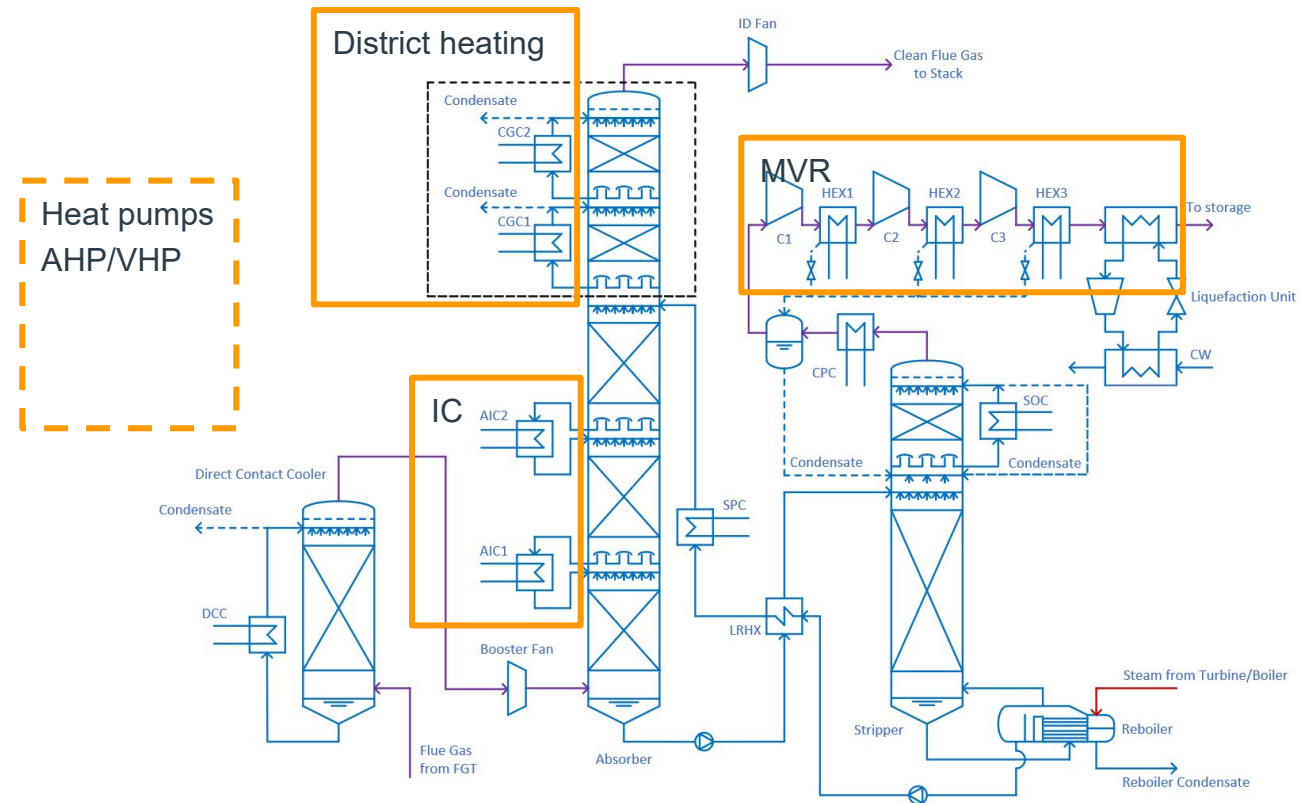 District heating
ID Fan
Clean Flue Gas
to Stack
Condensate
CGC2
Condensate
CGC1
Heat pumps
AHP/VHP
MVR
HEX1
HEX2
HEX3
To storage
C1
C2
C3
Liquefaction Unit
CW
CPC
SOC
IC
AIC2
Condensate
Condensate
Direct Contact Cooler
Condensate
SPC
AIC1
DCC
LRHX
Booster Fan
Steam from Turbine/Boiler
Stripper
Reboiler
Absorber
Flue Gas
from FGT
Reboiler Condensate